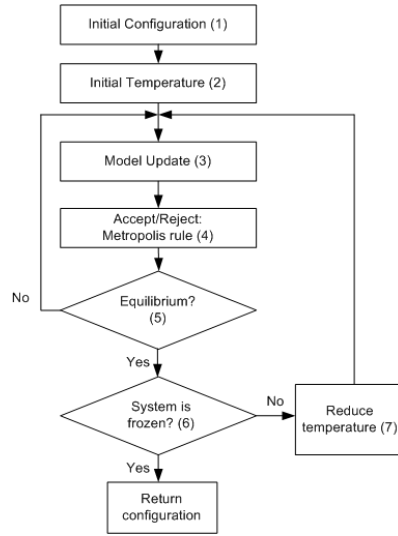 Initial Configuration (1)
Initial Temperature (2)
Model Update (3)
Accept/Reject:
Metropolis rule (4)
No
Equilibrium?
(5)
Yes
System is
frozen? (6)
No
Reduce
temperature (7)
Yes
Return
configuration